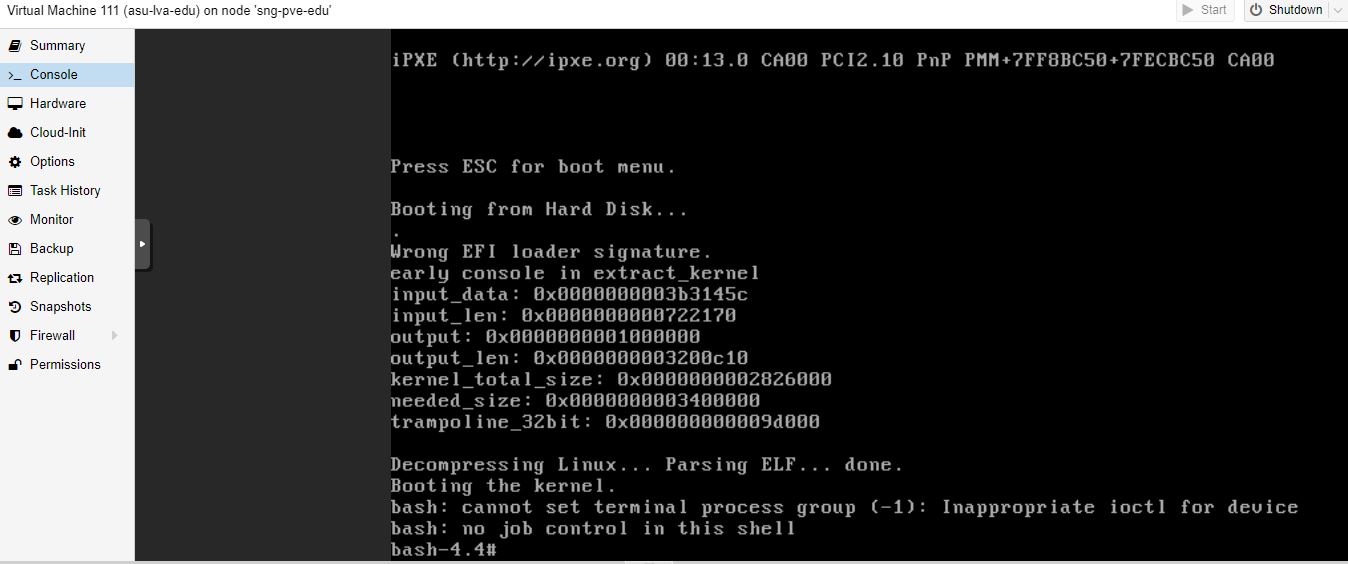 Virtual Machine 111 (asu-lva-edu) on node 'sng-pve-edu'
Start
Shutdown
Summary
Console
Hardware
Cloud-Init
Options
Task History
Monitor
Backup
Replication
Snapshots
Firewall
Permissions
iPXE (http://ipxe.org) 00:13.0 CA00 PCI2.10 PnP PMM+7FF8BC50+7FECBC50 CA00
Press ESC for boot menu.
Booting from Hard Disk...
.
Wrong EFI loader signature.
early console in extract_kernel
input_data: 0x0000000003b3145c
input_len: 0x0000000000722170
output: 0x0000000001000000
output_len: 0x0000000003200c10
kernel_total_size: 0x0000000002826000
needed_size: 0x0000000003400000
trampoline_32bit: 0x000000000009d000
Decompressing Linux... Parsing ELF... done.
Booting the kernel.
bash: cannot set terminal process group (-1): Inappropriate ioctl for device
bash: no job control in this shell
bash-4.4#